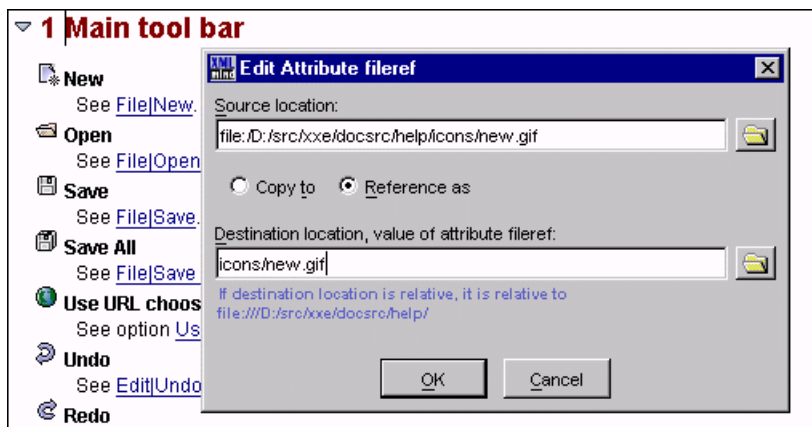 1 Main tool bar
New
See File|New.
Open
See File|Open
Save
See File|Save.
Save All
See File|Save
Use URL choos
See option Us
Undo
See Edit|Undo
Redo
XML mind
Edit Attribute fileref
Source location:
file:/D:/src/xxe/docsrc/help/icons/new.gif
Copy to Reference as
Destination location, value of attribute fileref:
icons/new.gif
If destination location is relative, it is relative to
file:///D:/src/xxe/docsrc/help/
OK Cancel